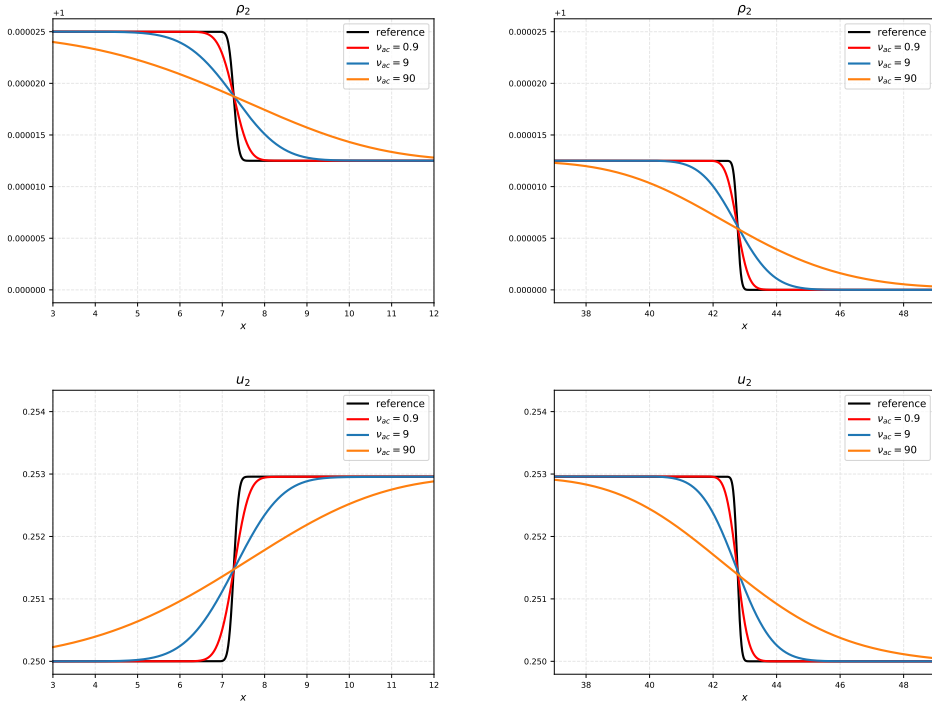 ρ₂
+1
0.000025
0.000020
0.000015
0.000010
0.000005
0.000000
3 4 5 6 7 8 9 10 11 12
x
reference
ν_ac = 0.9
ν_ac = 9
ν_ac = 90
ρ₂
+1
0.000025
0.000020
0.000015
0.000010
0.000005
0.000000
38 40 42 44 46 48
x
reference
ν_ac = 0.9
ν_ac = 9
ν_ac = 90
u₂
0.254
0.253
0.252
0.251
0.250
3 4 5 6 7 8 9 10 11 12
x
reference
ν_ac = 0.9
ν_ac = 9
ν_ac = 90
u₂
0.254
0.253
0.252
0.251
0.250
38 40 42 44 46 48
x
reference
ν_ac = 0.9
ν_ac = 9
ν_ac = 90